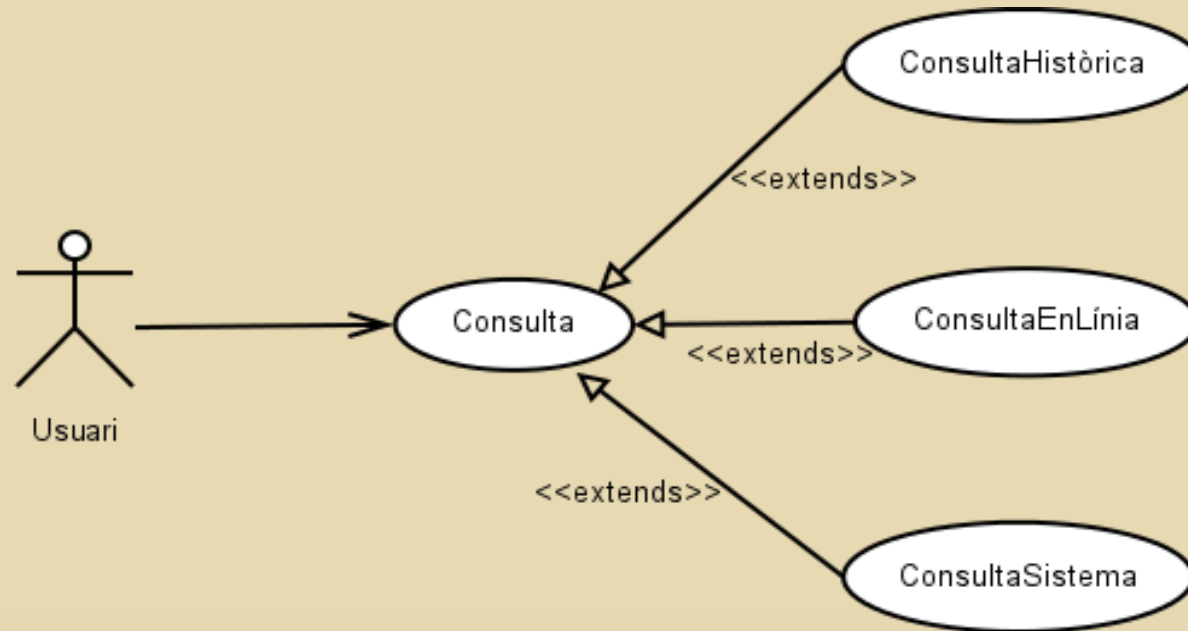 ConsultaHistòrica
<<extends>>
Consulta
ConsultaEnLínia
<<extends>>
Usuari
<<extends>>
ConsultaSistema